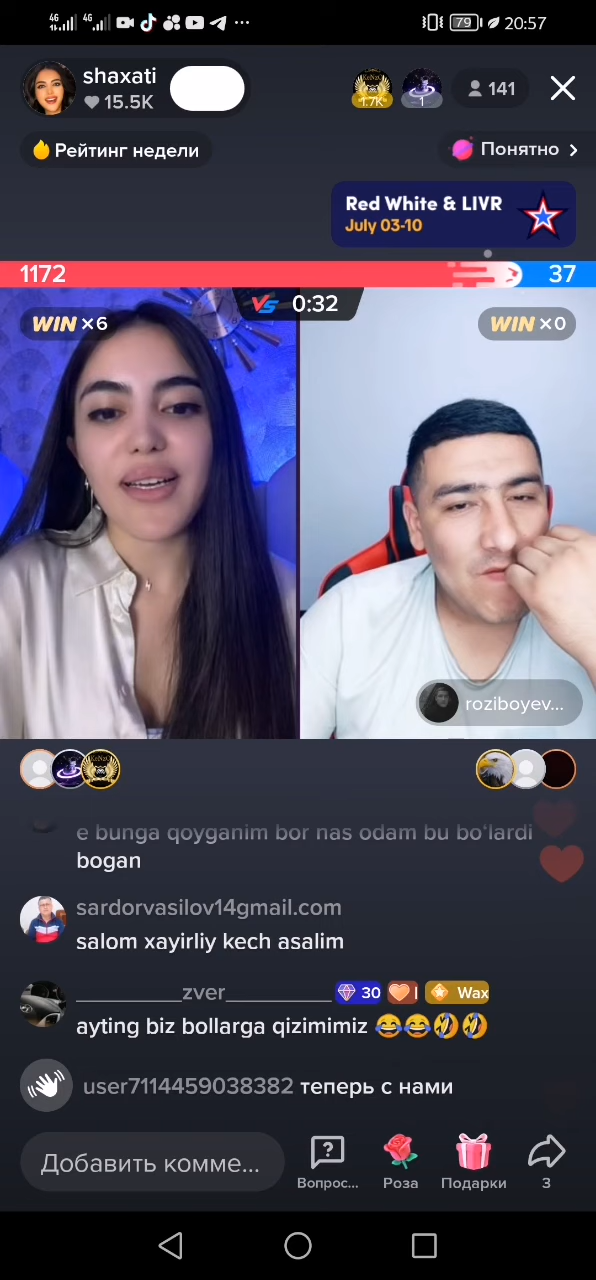 4G 4G 79 20:57
shaxati
15.5K
1.7K 1 141
Рейтинг недели
Понятно
Red White & LIVR
July 03-10
1172 37
VS 0:32
WIN ×6 WIN ×0
roziboyev...
e bunga qoyganim bor nas odam bu bo'lardi
bogan
sardorvasilov14gmail.com
salom xayirliy kech asalim
_________zver_________ 30 Wax
ayting biz bollarga qizimimiz 😂😂🤣🤣
user7114459038382 теперь с нами
Добавить комме...
Вопрос... Роза Подарки 3